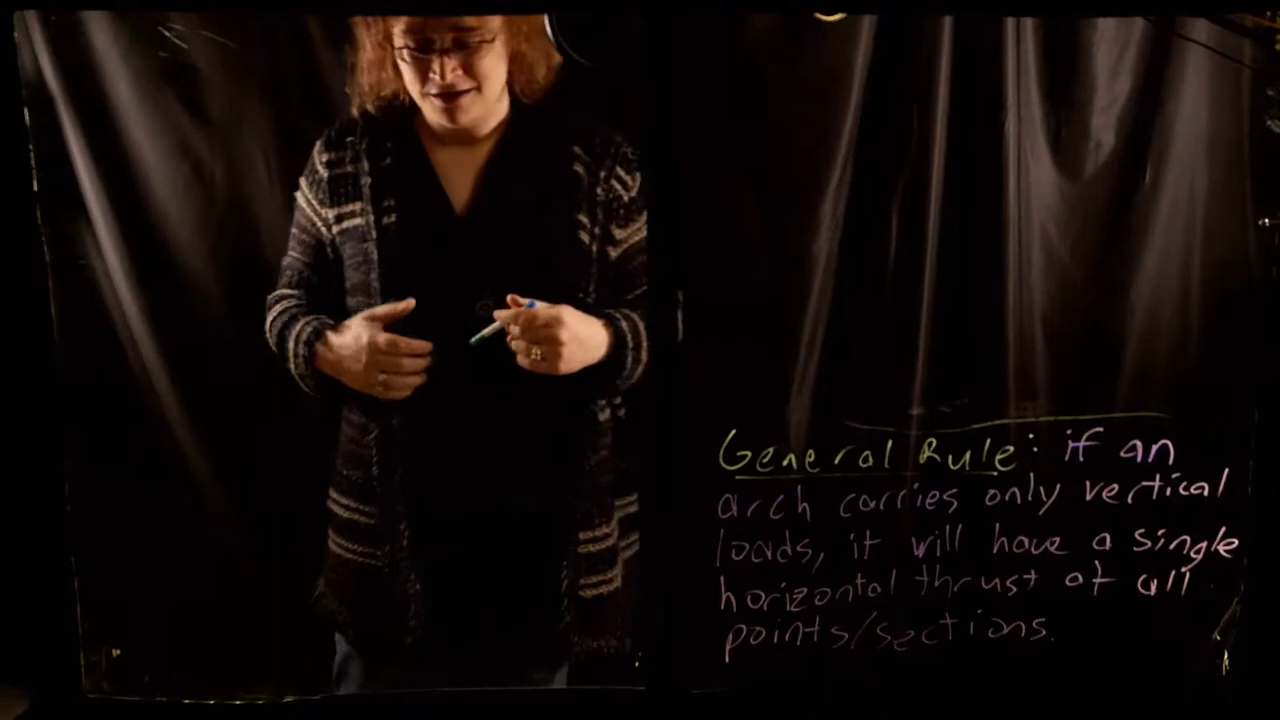 General Rule: if an
arch carries only vertical
loads, it will have a single
horizontal thrust at all
points/sections.